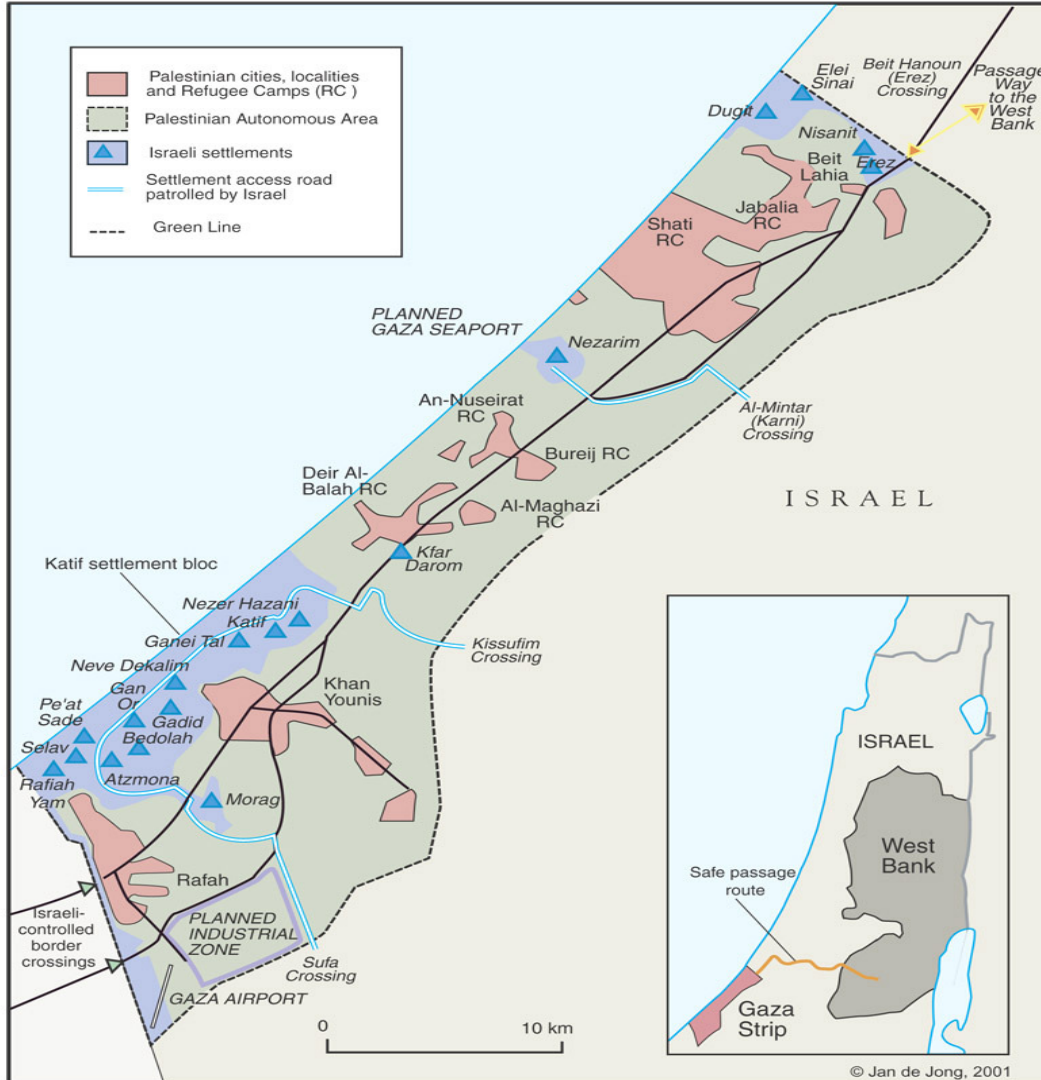 Palestinian cities, localities
and Refugee Camps (RC )
Palestinian Autonomous Area
Israeli settlements
Settlement access road
patrolled by Israel
Green Line
Elei
Sinai
Dugit
Beit Hanoun
(Erez)
Crossing
Passage
Way to the
West
Bank
Nisanit
Erez
Beit
Lahia
Jabalia
RC
Shati
RC
PLANNED
GAZA SEAPORT
Nezarim
Al-Mintar
(Karni)
Crossing
An-Nuseirat
RC
Bureij RC
Deir Al-
Balah RC
Al-Maghazi
RC
ISRAEL
Kfar
Darom
Katif settlement bloc
Nezer Hazani
Katif
Ganei Tal
Kissufim
Crossing
Neve Dekalim
Gan
Or
Gadid
Pe'at
Sade
Bedolah
Selav
Atzmona
Rafiah
Yam
Khan
Younis
Morag
Rafah
Israeli-
controlled
border
crossings
PLANNED
INDUSTRIAL
ZONE
Sufa
Crossing
GAZA AIRPORT
0 10 km
ISRAEL
West
Bank
Safe passage
route
Gaza
Strip
© Jan de Jong, 2001